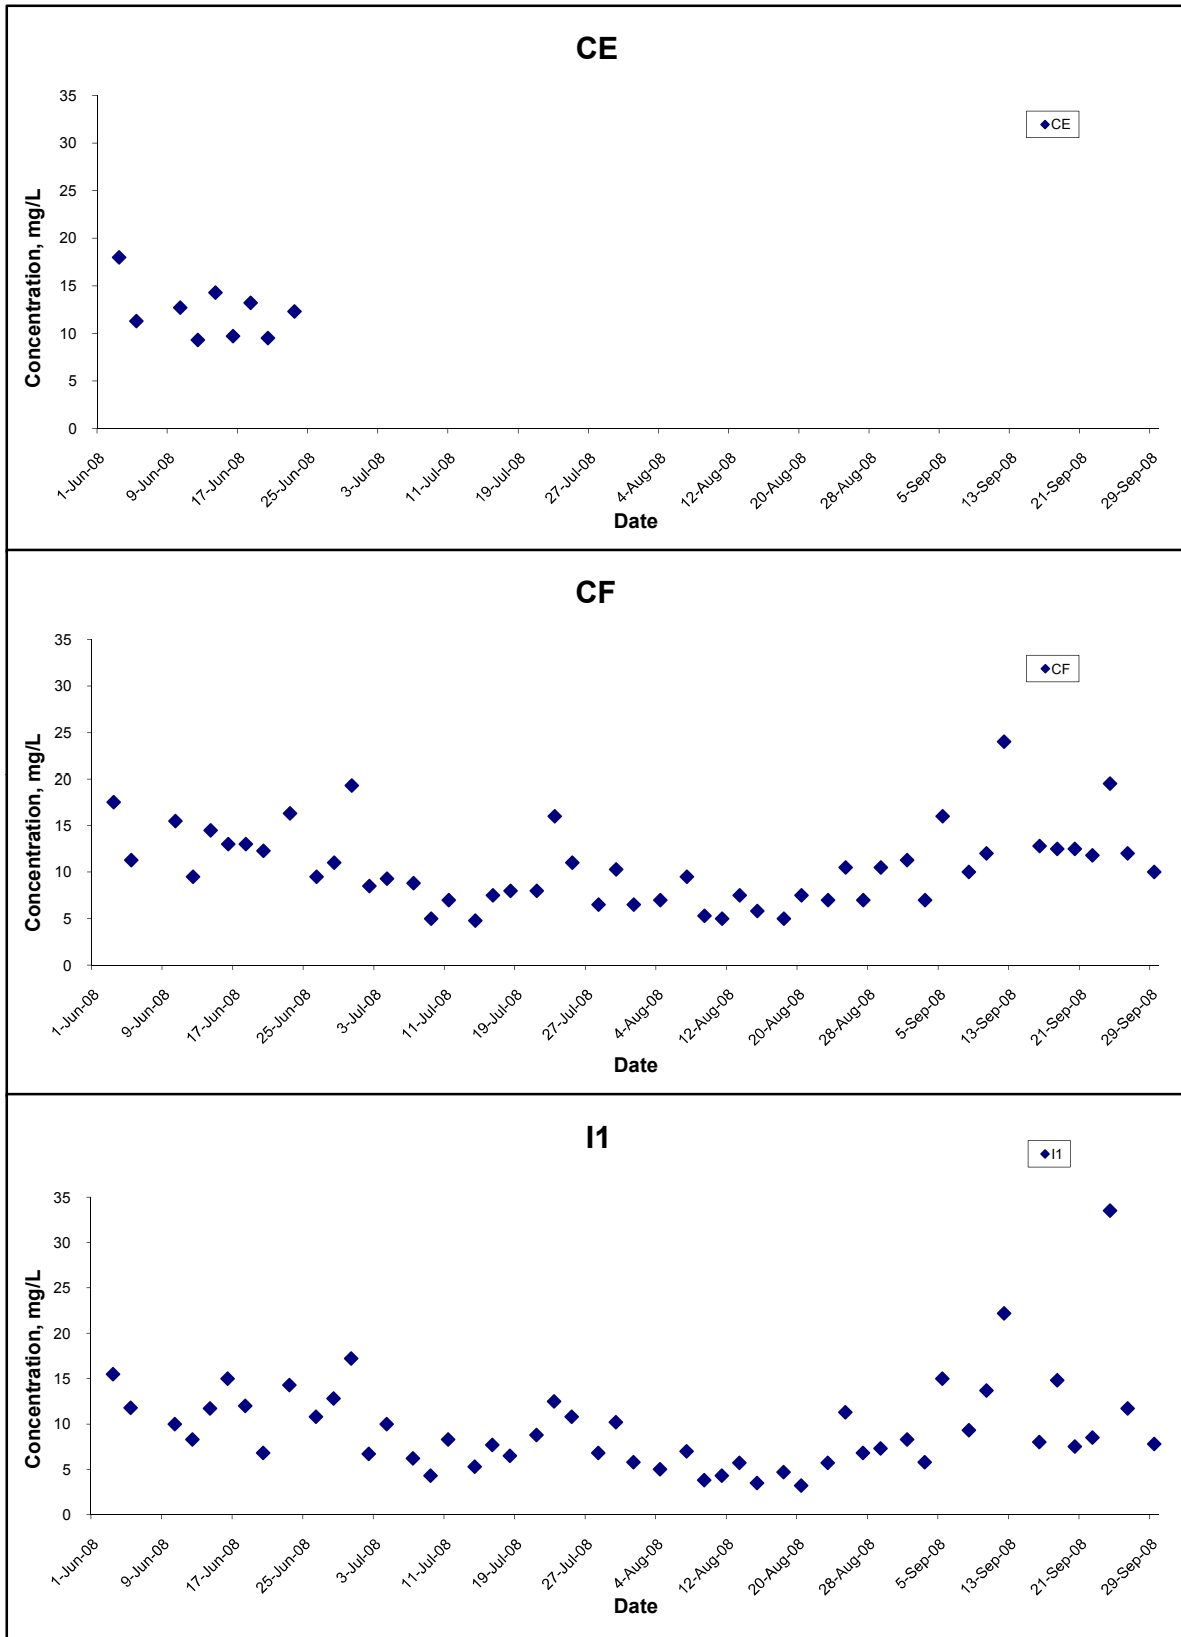 CE
35
30
25
20
15
10
5
0
Concentration, mg/L
CE
1-Jun-08
9-Jun-08
17-Jun-08
25-Jun-08
3-Jul-08
11-Jul-08
19-Jul-08
27-Jul-08
4-Aug-08
12-Aug-08
20-Aug-08
28-Aug-08
5-Sep-08
13-Sep-08
21-Sep-08
29-Sep-08
Date
CF
35
30
25
20
15
10
5
0
Concentration, mg/L
CF
1-Jun-08
9-Jun-08
17-Jun-08
25-Jun-08
3-Jul-08
11-Jul-08
19-Jul-08
27-Jul-08
4-Aug-08
12-Aug-08
20-Aug-08
28-Aug-08
5-Sep-08
13-Sep-08
21-Sep-08
29-Sep-08
Date
I1
I1
35
30
25
20
15
10
5
0
Concentration, mg/L
1-Jun-08
9-Jun-08
17-Jun-08
25-Jun-08
3-Jul-08
11-Jul-08
19-Jul-08
27-Jul-08
4-Aug-08
12-Aug-08
20-Aug-08
28-Aug-08
5-Sep-08
13-Sep-08
21-Sep-08
29-Sep-08
Date